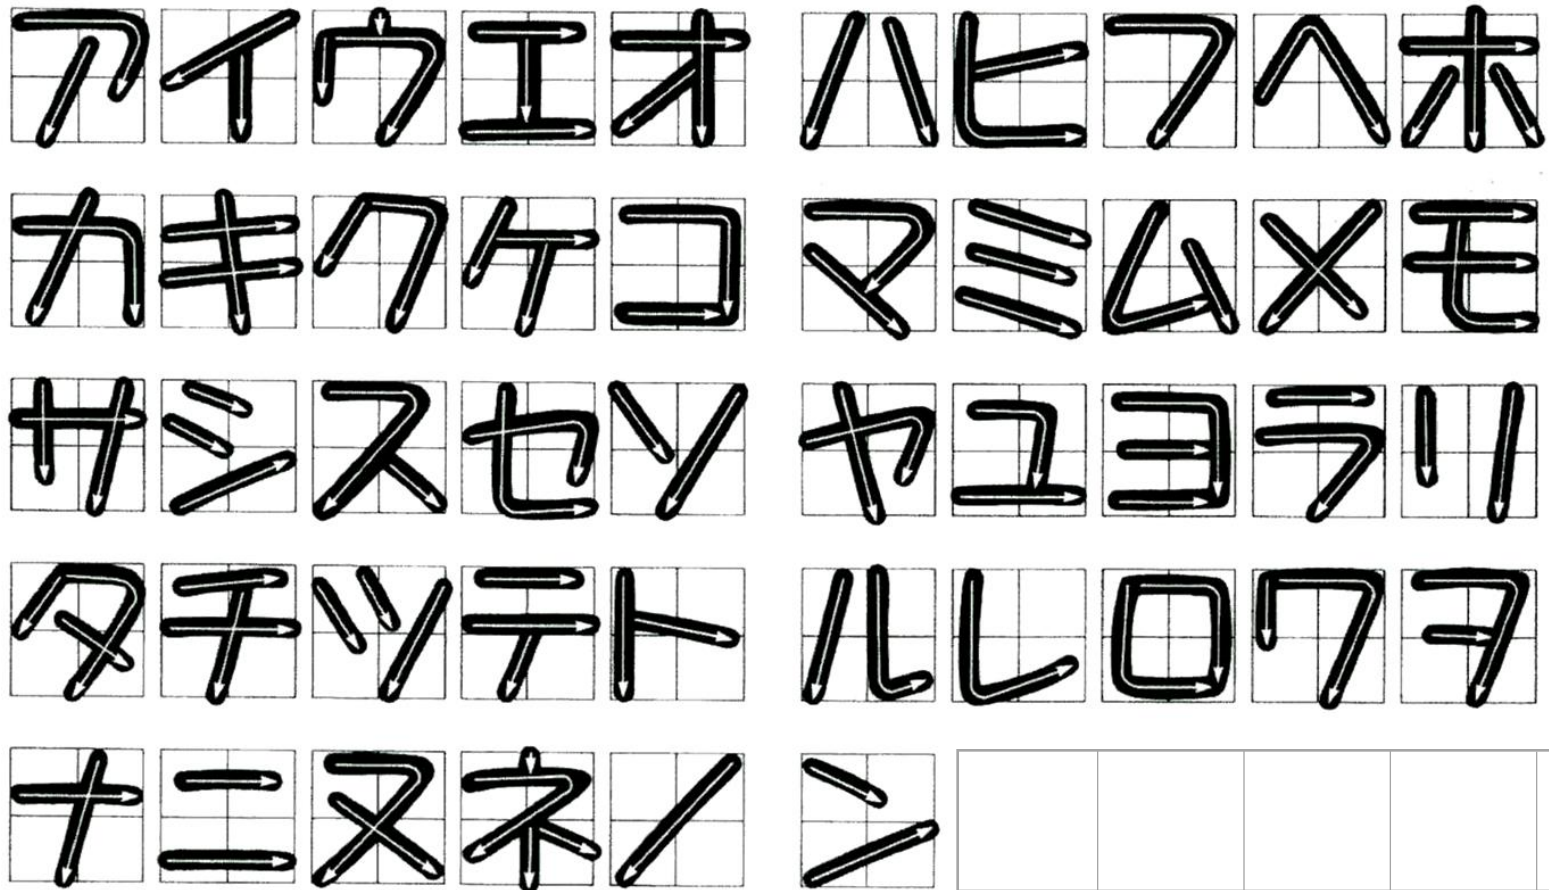 アイウエオ ハヒフヘホ
カキクケコ マミムメモ
サシスセソ ヤユヨラリ
タチツテト ルレロワヲ
ナニヌネノ ン